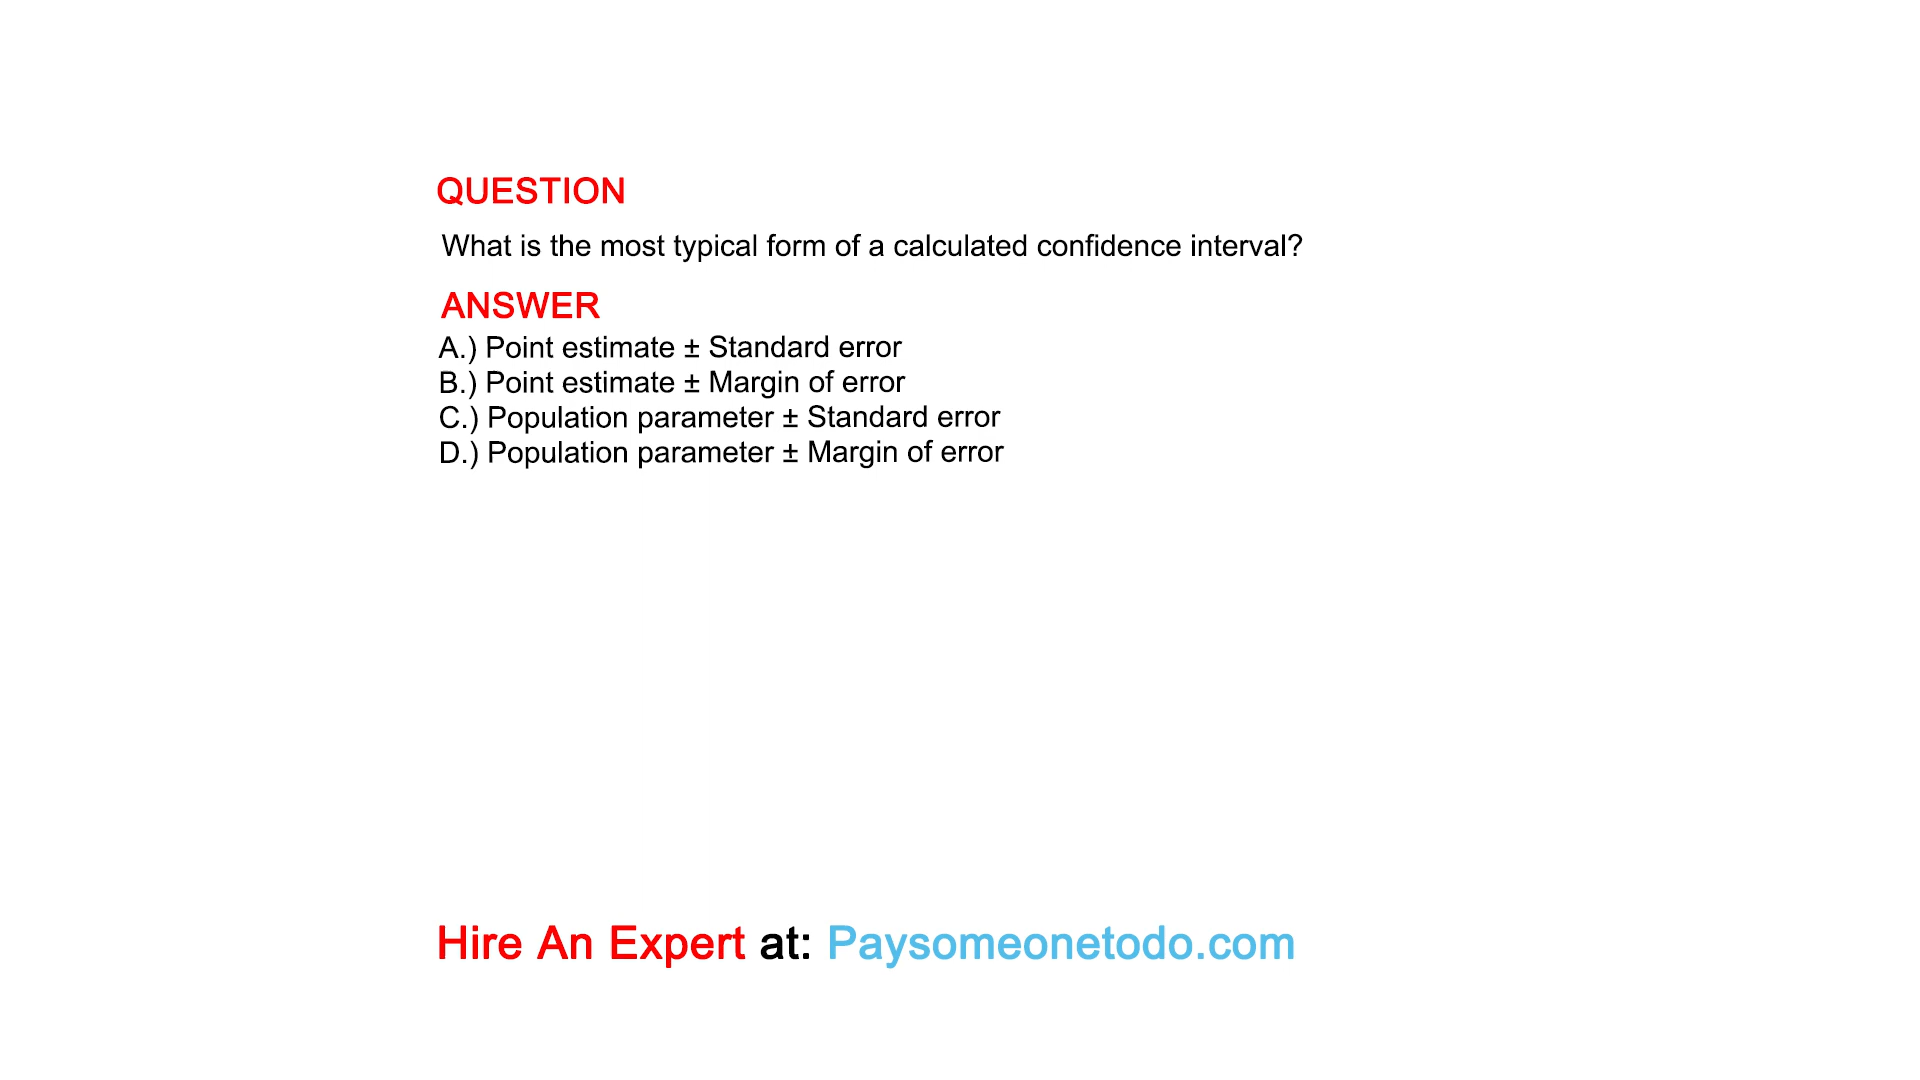 QUESTION
What is the most typical form of a calculated confidence interval?
ANSWER
A.) Point estimate ± Standard error
B.) Point estimate ± Margin of error
C.) Population parameter ± Standard error
D.) Population parameter ± Margin of error
Hire An Expert at: Paysomeonetodo.com